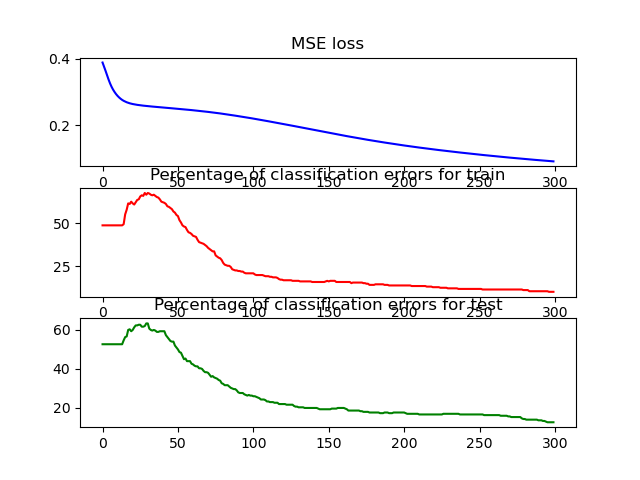 MSE loss
0.4
0.2
0 50 100 150 200 250 300
Percentage of classification errors for train
50
25
0 50 100 150 200 250 300
Percentage of classification errors for test
60
40
20
0 50 100 150 200 250 300